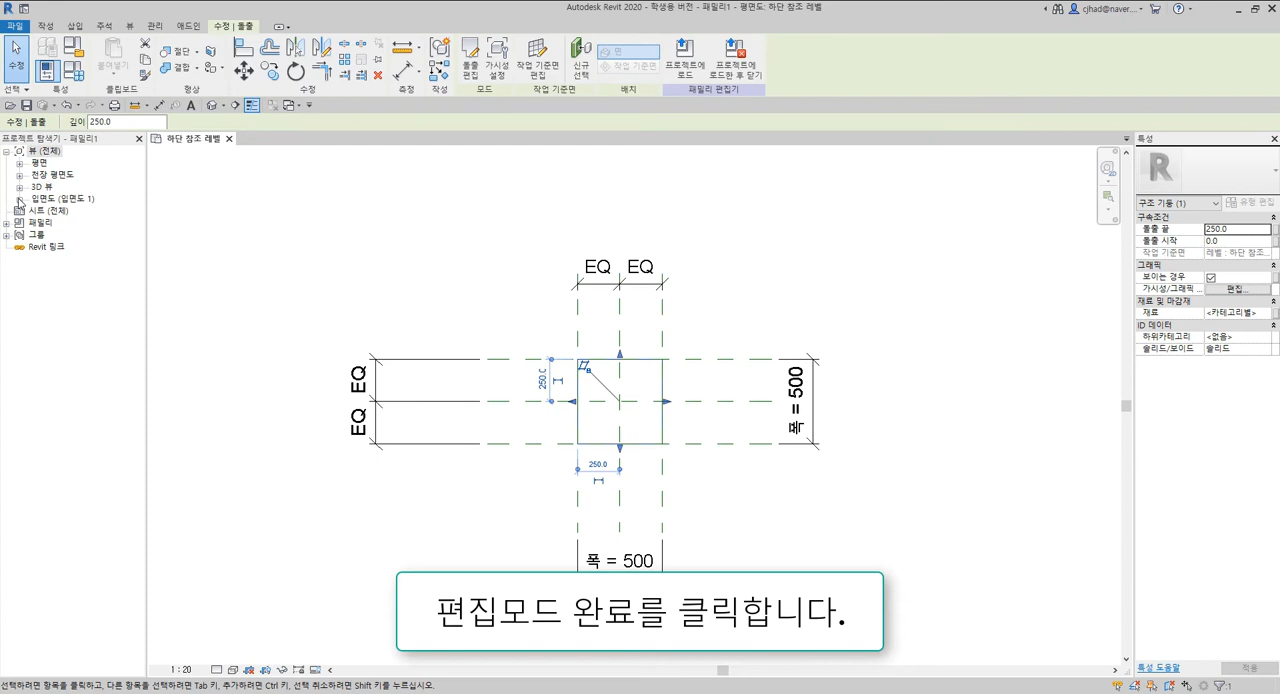 Autodesk Revit 2020 - 학생용 버전 - 평면도: 하단 참조 레벨
cjhad@naver....
파일 작성 삽입 주석 뷰 관리 애드인 수정 | 돌출
수정
붙여넣기
절단
결합
돌출 편집
가시성 설정
작업 기준면 편집
신규 선택
면
작업 기준면
프로젝트에 로드
프로젝트에 로드한 후 닫기
선택 특성 클립보드 형상 수정 측정 작성 모드 작업 기준면 배치 패밀리 편집기
수정 | 돌출 깊이 250.0
프로젝트 탐색기 - 패밀리1
하단 참조 레벨
뷰 (전체)
평면
천장 평면도
3D 뷰
입면도 (입면도 1)
시트 (전체)
패밀리
그룹
Revit 링크
EQ EQ
EQ
EQ
250.0
250.0
폭 = 500
폭 = 500
편집모드 완료를 클릭합니다.
특성
R
구조 기둥 (1) 유형 편집
구속조건
돌출 끝 250.0
돌출 시작 0.0
작업 기준면 레벨 : 하단 참조...
그래픽
보이는 경우
가시성/그래픽 ... 편집...
재료 및 마감재
재료 <카테고리별>
ID 데이터
하위카테고리 <없음>
솔리드/보이드 솔리드
특성 도움말 적용
1 : 20
선택하려면 항목을 클릭하고, 다른 항목을 선택하려면 Tab 키, 추가하려면 Ctrl 키, 선택 취소하려면 Shift 키를 누르십시오.
:1